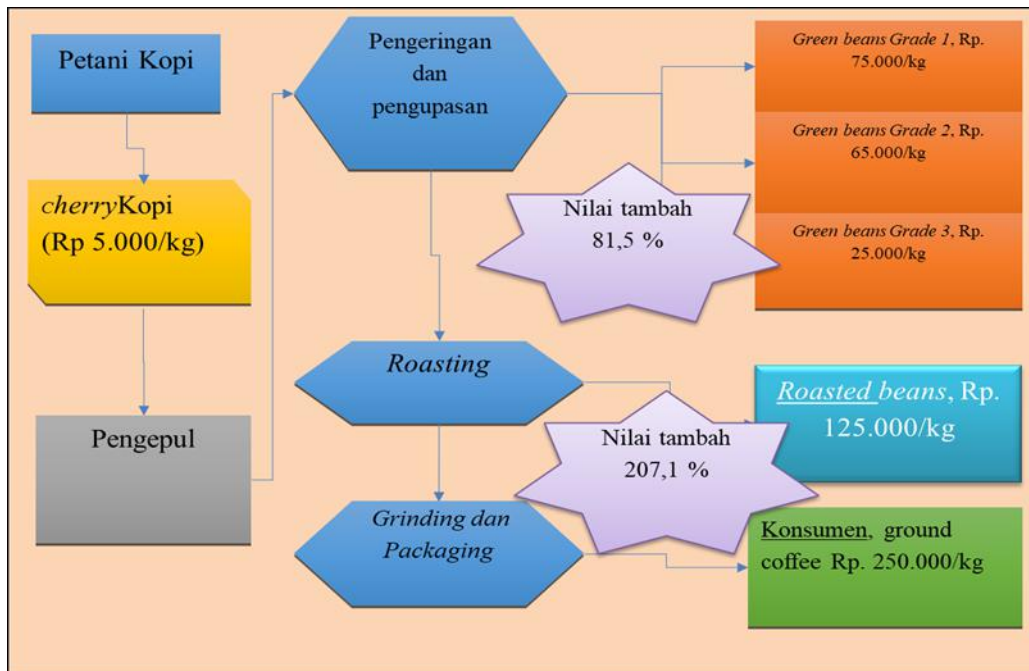 Petani Kopi
cherryKopi
(Rp 5.000/kg)
Pengepul
Pengeringan
dan
pengupasan
Roasting
Grinding dan
Packaging
Nilai tambah
81,5 %
Nilai tambah
207,1 %
Green beans Grade 1, Rp.
75.000/kg
Green beans Grade 2, Rp.
65.000/kg
Green beans Grade 3, Rp.
25.000/kg
Roasted beans, Rp.
125.000/kg
Konsumen, ground
coffee Rp. 250.000/kg